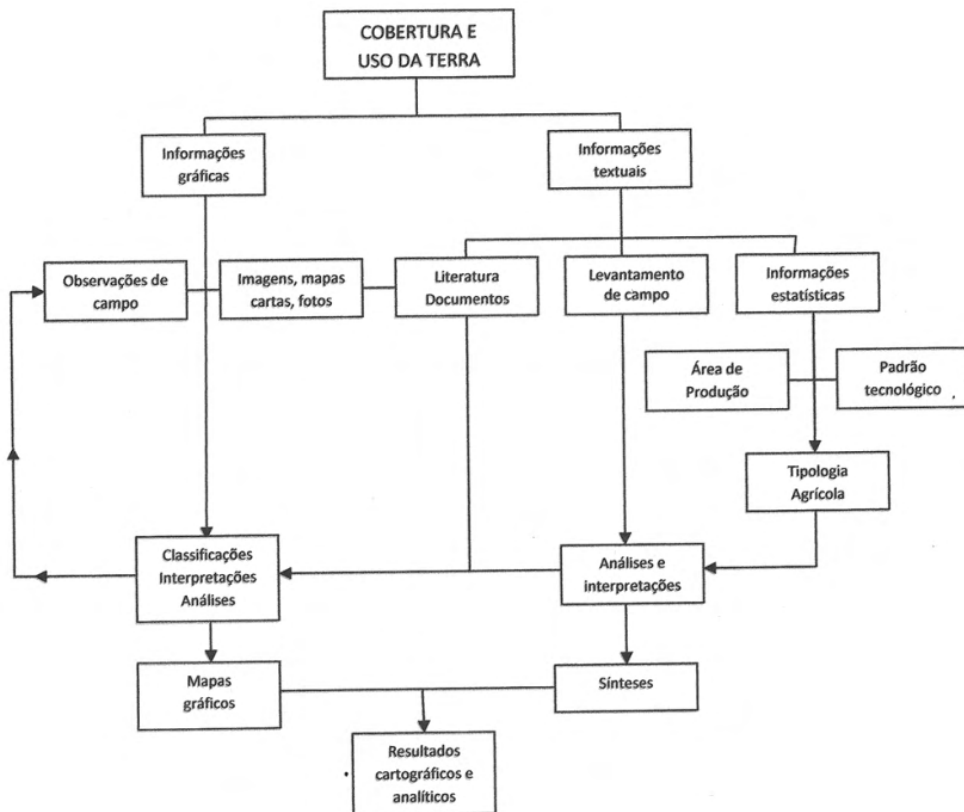 COBERTURA E
USO DA TERRA
Informações
gráficas
Informações
textuais
Observações de
campo
Imagens, mapas
cartas, fotos
Literatura
Documentos
Levantamento
de campo
Informações
estatísticas
Área de
Produção
Padrão
tecnológico
Tipologia
Agrícola
Classificações
Interpretações
Análises
Análises e
interpretações
Mapas
gráficos
Sínteses
Resultados
cartográficos e
analíticos